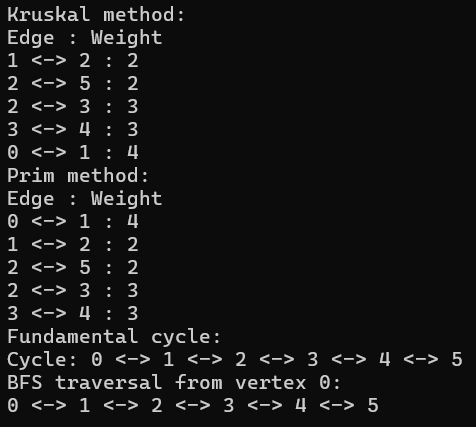 Kruskal method:
Edge : Weight
1 <-> 2 : 2
2 <-> 5 : 2
2 <-> 3 : 3
3 <-> 4 : 3
0 <-> 1 : 4
Prim method:
Edge : Weight
0 <-> 1 : 4
1 <-> 2 : 2
2 <-> 5 : 2
2 <-> 3 : 3
3 <-> 4 : 3
Fundamental cycle:
Cycle: 0 <-> 1 <-> 2 <-> 3 <-> 4 <-> 5
BFS traversal from vertex 0:
0 <-> 1 <-> 2 <-> 3 <-> 4 <-> 5